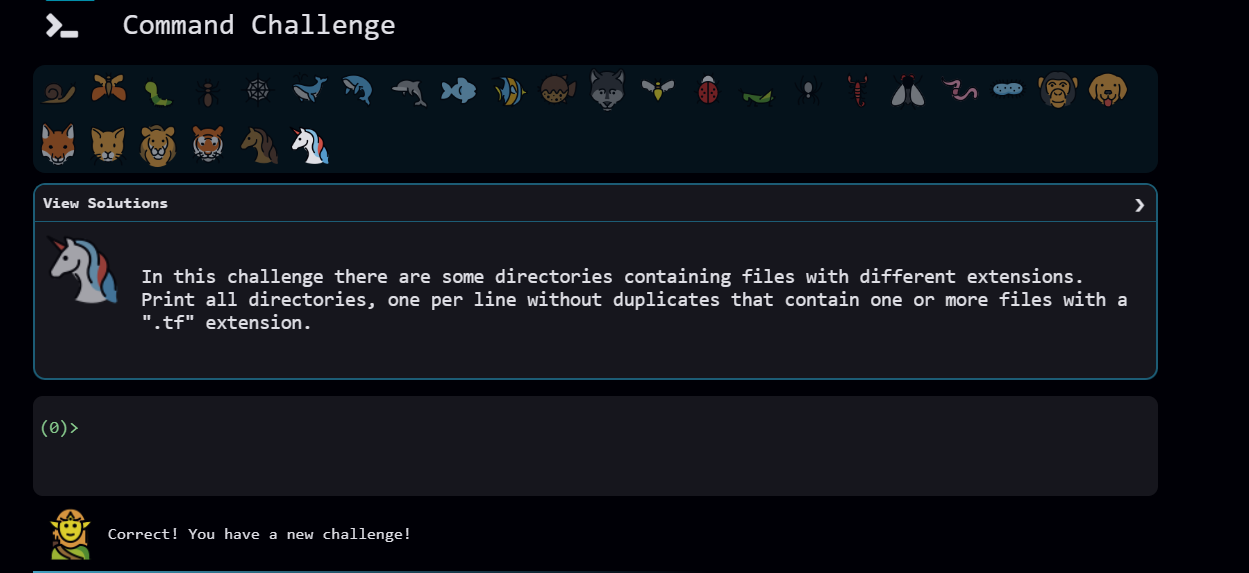 Command Challenge
View Solutions
In this challenge there are some directories containing files with different extensions.
Print all directories, one per line without duplicates that contain one or more files with a
".tf" extension.
(0)>
Correct! You have a new challenge!